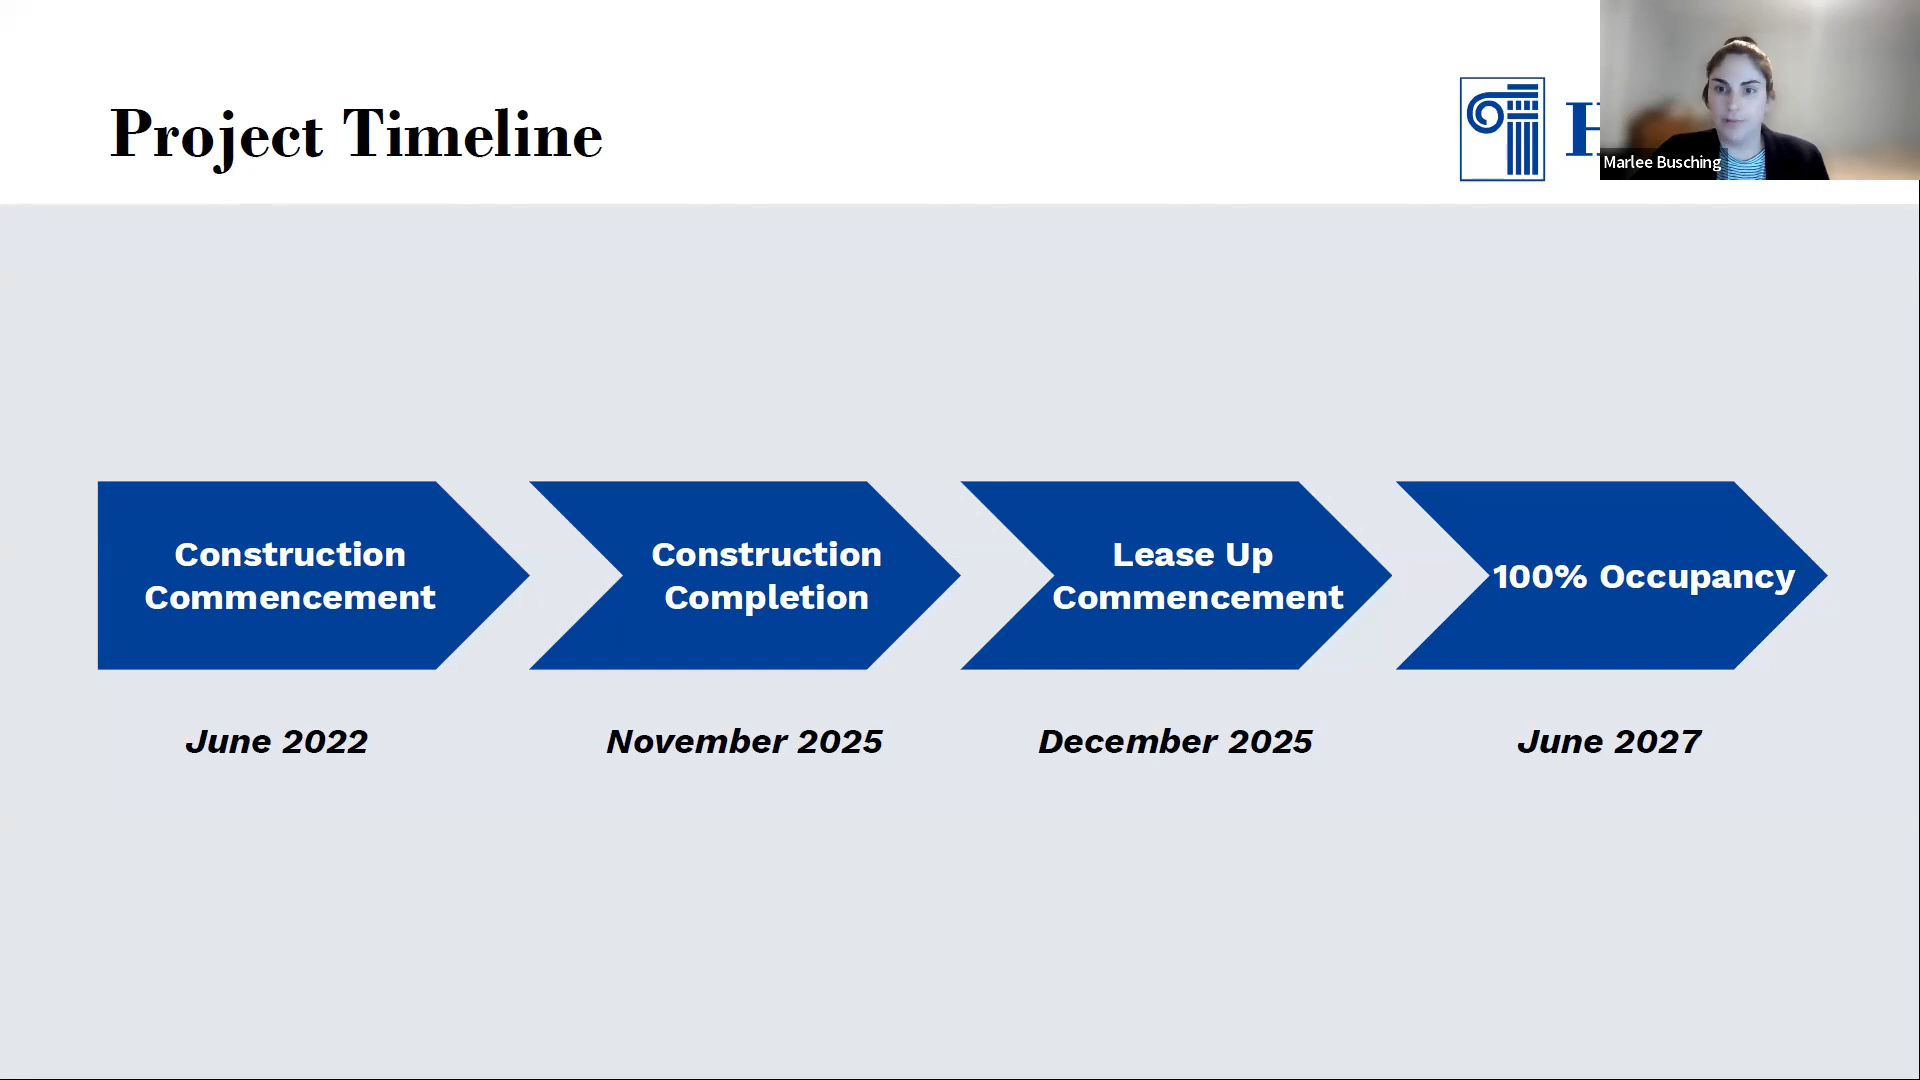 Project Timeline
H
Marlee Busching
Construction
Commencement
Construction
Completion
Lease Up
Commencement
100% Occupancy
June 2022
November 2025
December 2025
June 2027